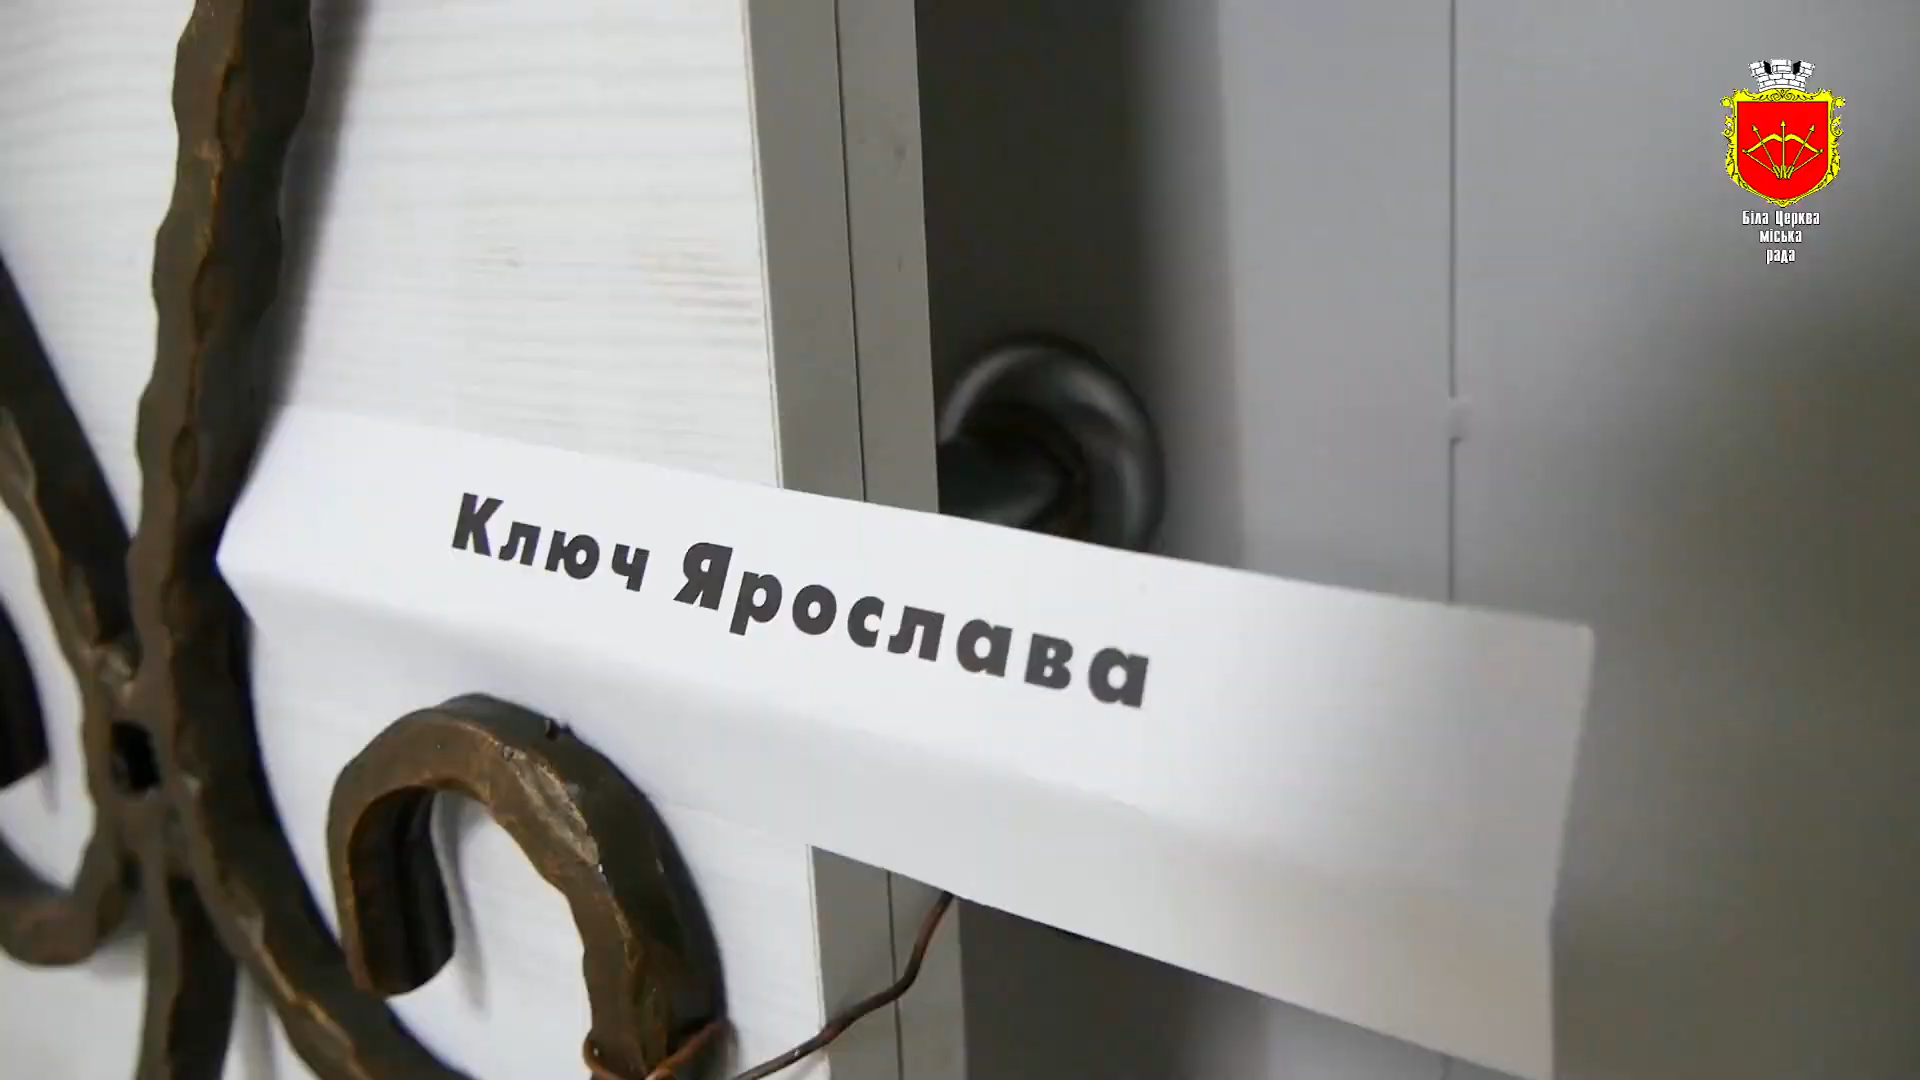 Біла Церква
міська
рада
Ключ Ярослава